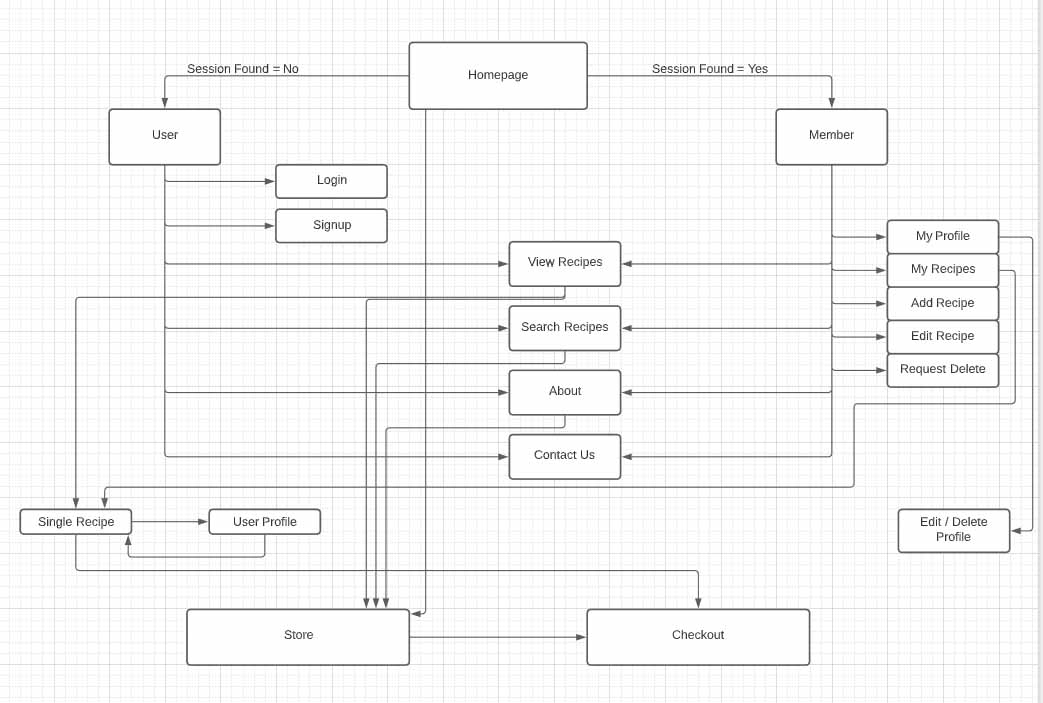 Homepage
Session Found = No
Session Found = Yes
User
Member
Login
Signup
View Recipes
Search Recipes
About
Contact Us
My Profile
My Recipes
Add Recipe
Edit Recipe
Request Delete
Single Recipe
User Profile
Edit / Delete
Profile
Store
Checkout